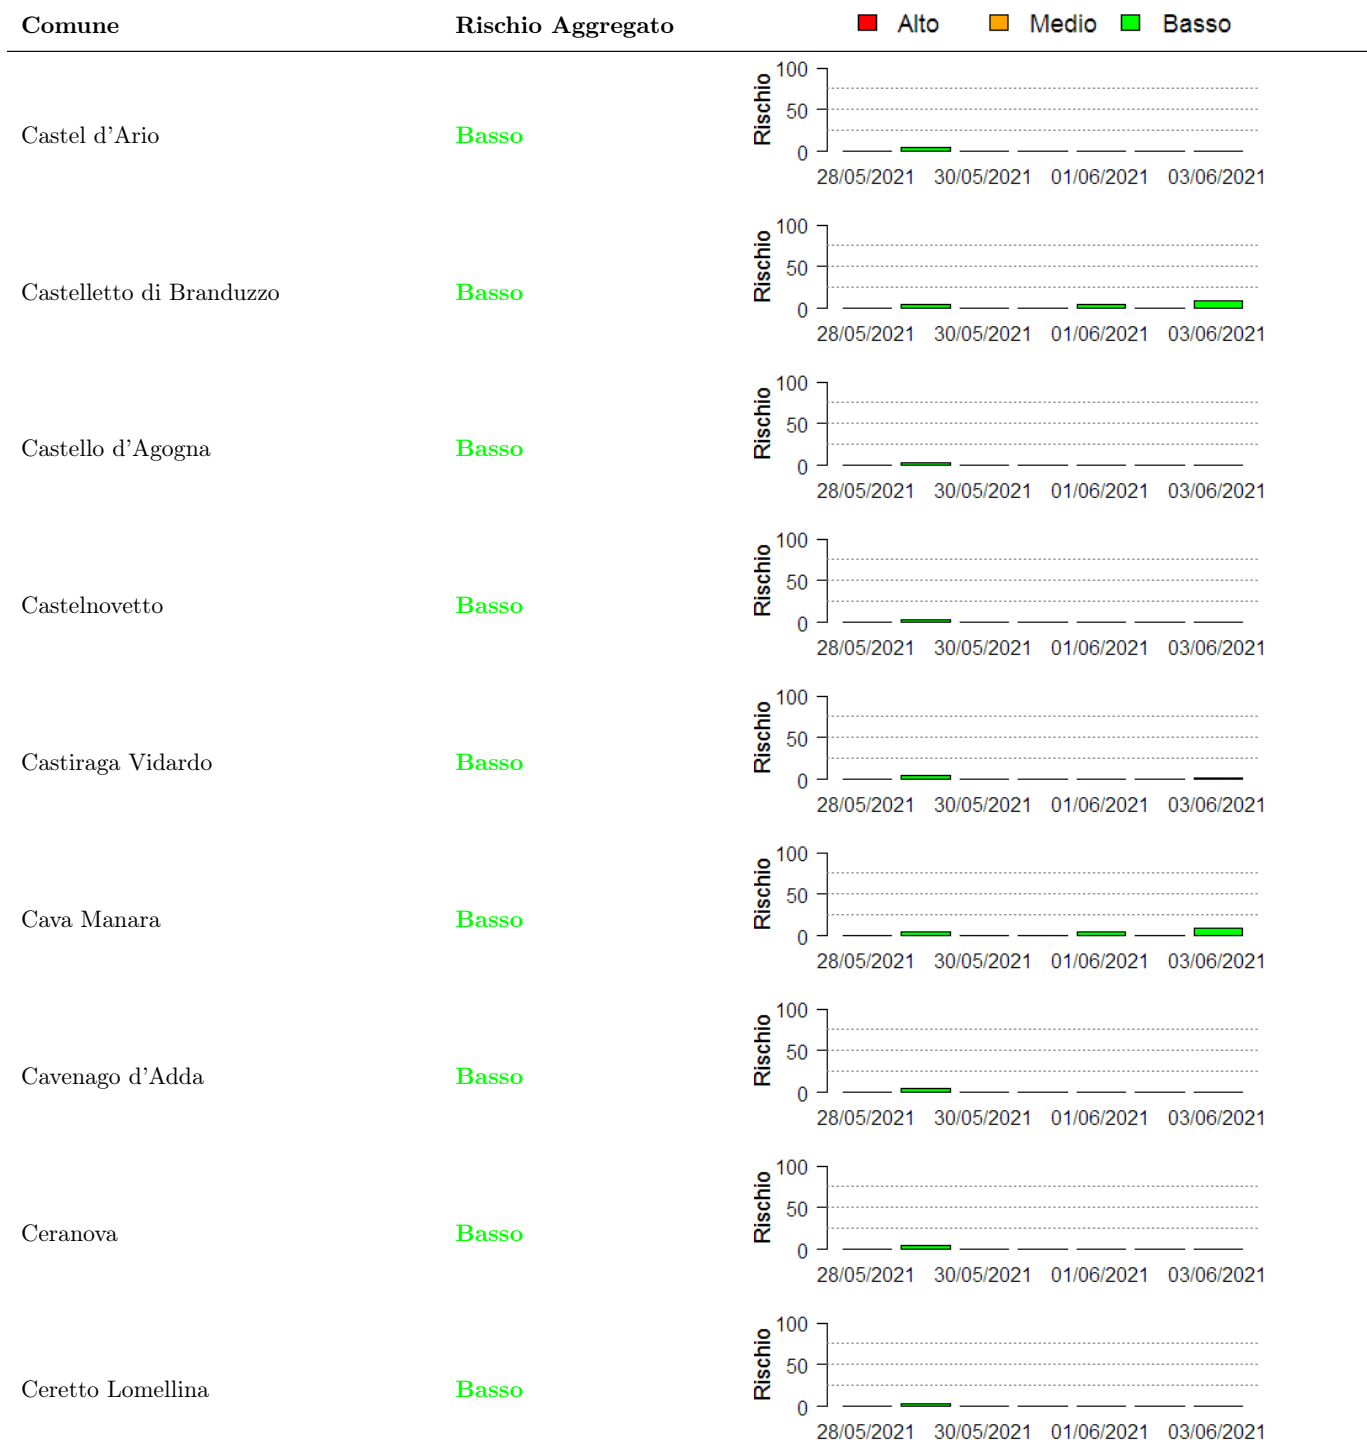 Comune Rischio Aggregato Alto Medio Basso
Castel d'Ario Basso
Rischio
100
50
0
28/05/2021 30/05/2021 01/06/2021 03/06/2021
Castelletto di Branduzzo Basso
Rischio
100
50
0
28/05/2021 30/05/2021 01/06/2021 03/06/2021
Castello d'Agogna Basso
Rischio
100
50
0
28/05/2021 30/05/2021 01/06/2021 03/06/2021
Castelnovetto Basso
Rischio
100
50
0
28/05/2021 30/05/2021 01/06/2021 03/06/2021
Castiraga Vidardo Basso
Rischio
100
50
0
28/05/2021 30/05/2021 01/06/2021 03/06/2021
Cava Manara Basso
Rischio
100
50
0
28/05/2021 30/05/2021 01/06/2021 03/06/2021
Cavenago d'Adda Basso
Rischio
100
50
0
28/05/2021 30/05/2021 01/06/2021 03/06/2021
Ceranova Basso
Rischio
100
50
0
28/05/2021 30/05/2021 01/06/2021 03/06/2021
Ceretto Lomellina Basso
Rischio
100
50
0
28/05/2021 30/05/2021 01/06/2021 03/06/2021